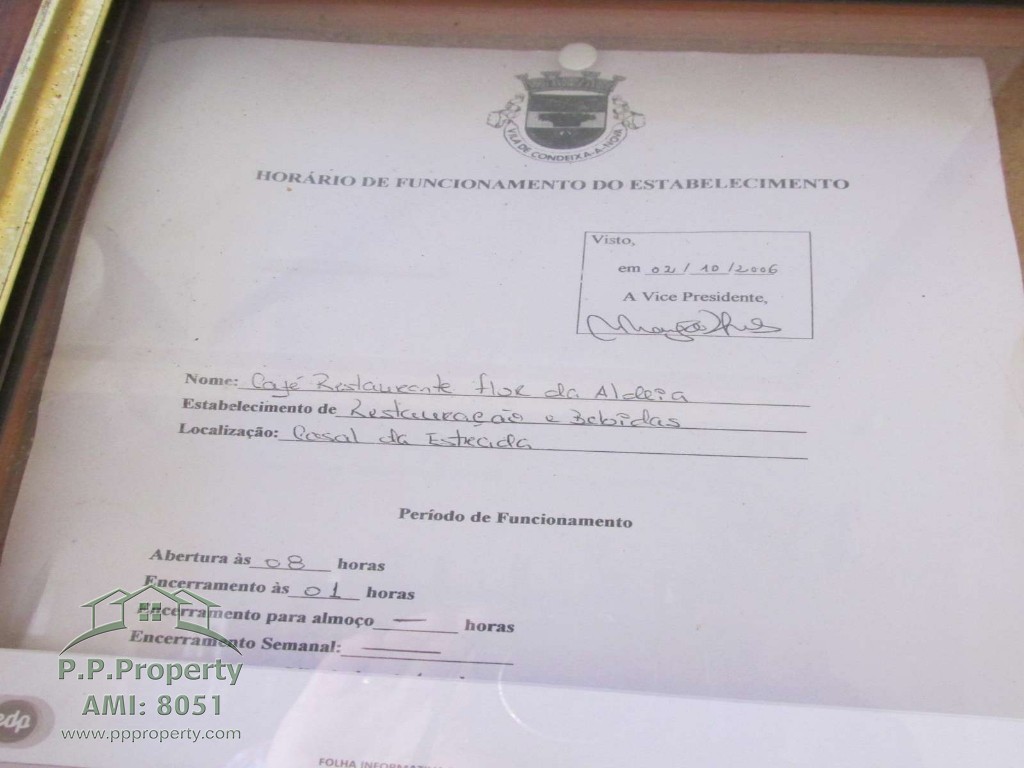 VILA DE CONDEIXA-A-NOVA
HORÁRIO DE FUNCIONAMENTO DO ESTABELECIMENTO
Visto,
em 02/10/2006
A Vice Presidente,
Nome: Café Restaurante flor da Aldeia
Estabelecimento de Restauração e Bebidas
Localização: Casal da Estrada
Período de Funcionamento
Abertura às 08 horas
Encerramento às 01 horas
Encerramento para almoço — horas
Encerramento Semanal: —
P.P.Property
AMI: 8051
www.ppproperty.com
edp
FOLHA